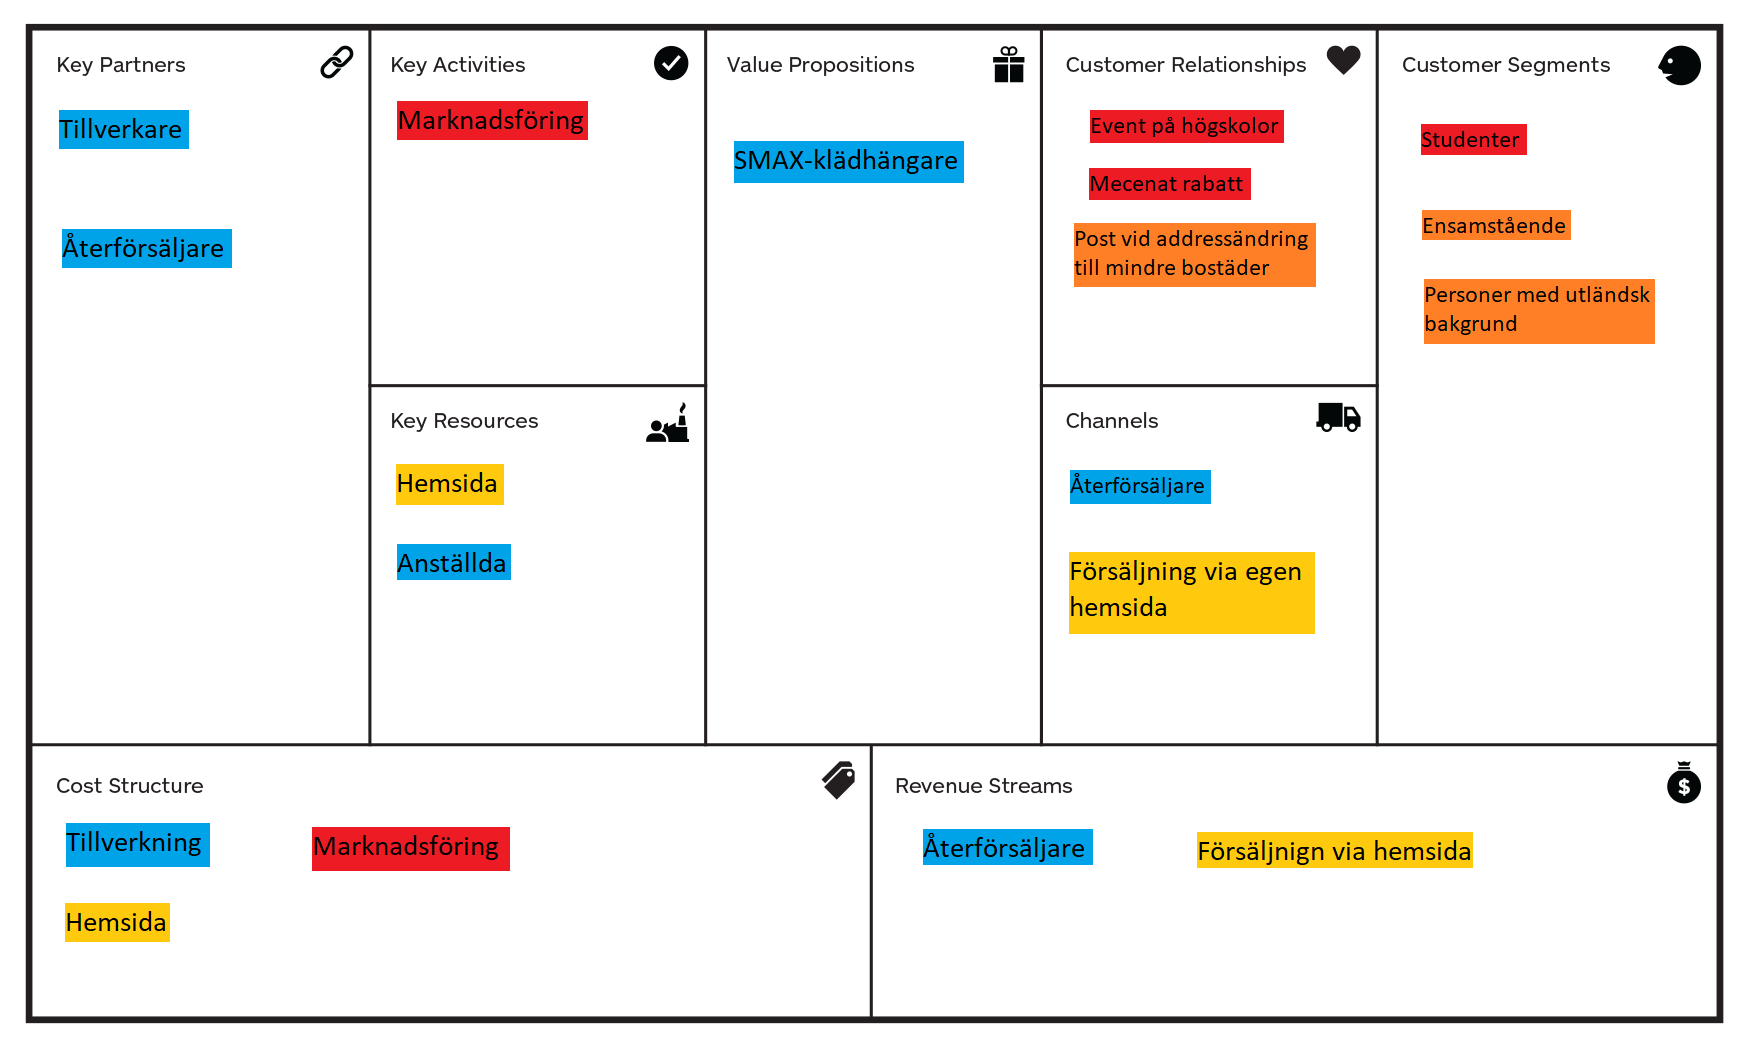 Key Partners
Tillverkare
Återförsäljare
Key Activities
Marknadsföring
Key Resources
Hemsida
Anställda
Value Propositions
SMAX-klädhängare
Customer Relationships
Event på högskolor
Mecenat rabatt
Post vid addressändring
till mindre bostäder
Channels
Återförsäljare
Försäljning via egen
hemsida
Customer Segments
Studenter
Ensamstående
Personer med utländsk
bakgrund
Cost Structure
Tillverkning
Marknadsföring
Hemsida
Revenue Streams
$
Återförsäljare
Försäljnign via hemsida